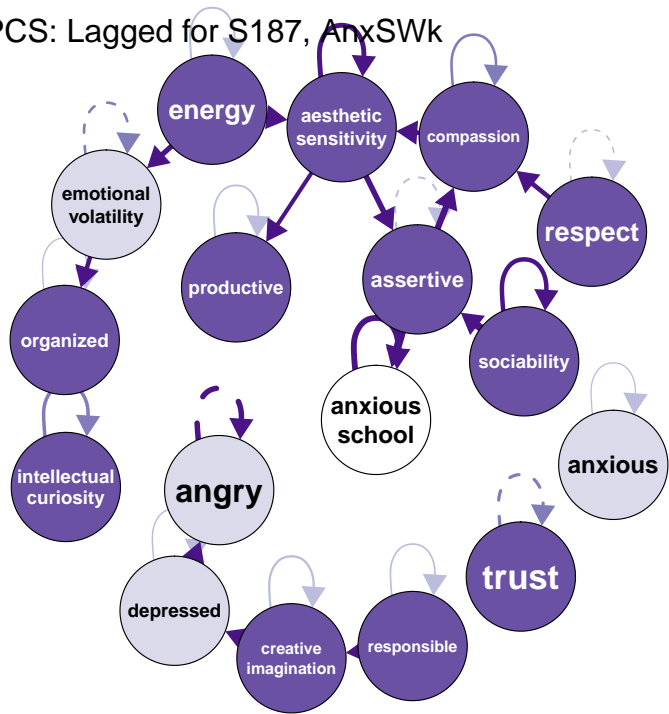 PCS: Lagged for S187, AnxSWk
energy
aesthetic
sensitivity
compassion
emotional
volatility
respect
productive
assertive
organized
sociability
anxious
school
anxious
intellectual
curiosity
angry
trust
depressed
creative
imagination
responsible